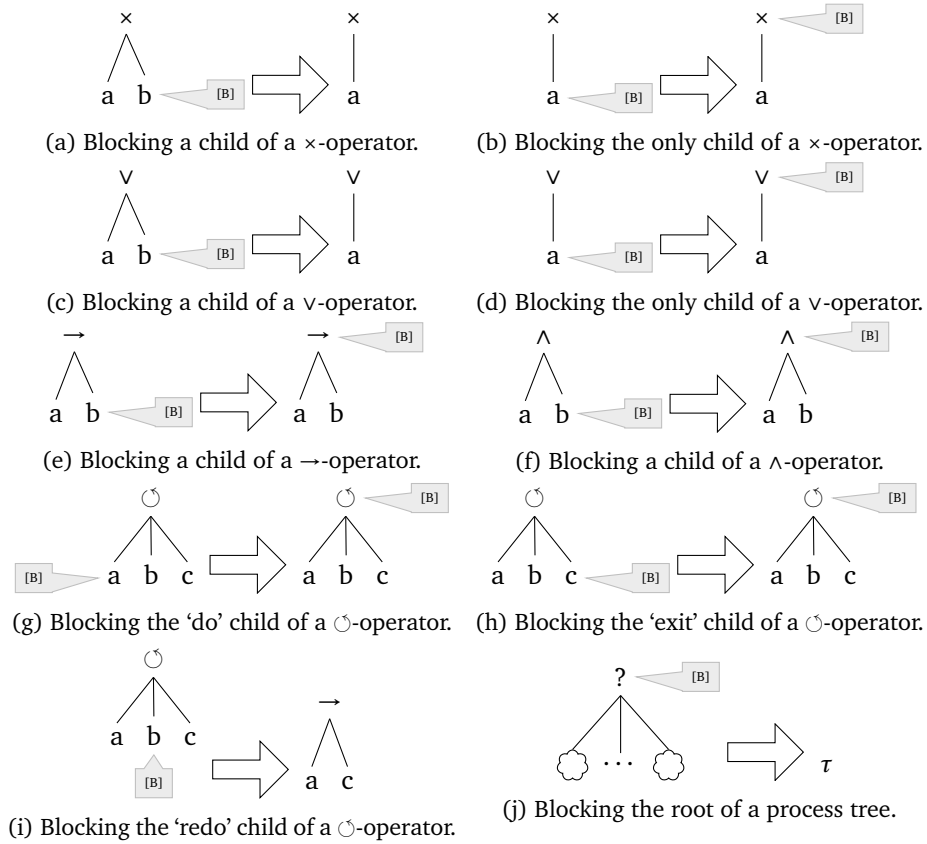 × × × × [B]
a b [B] a a [B] a
(a) Blocking a child of a ×-operator. (b) Blocking the only child of a ×-operator.
∨ ∨ ∨ ∨ [B]
a b [B] a a [B] a
(c) Blocking a child of a ∨-operator. (d) Blocking the only child of a ∨-operator.
→ → [B] ∧ ∧ [B]
a b [B] a b a b [B] a b
(e) Blocking a child of a →-operator. (f) Blocking a child of a ∧-operator.
↺ ↺ [B] ↺ ↺ [B]
[B] a b c a b c a b c [B] a b c
(g) Blocking the ‘do’ child of a ↺-operator. (h) Blocking the ‘exit’ child of a ↺-operator.
↺ → ? [B]
a b c [B] a c ··· τ
(i) Blocking the ‘redo’ child of a ↺-operator. (j) Blocking the root of a process tree.